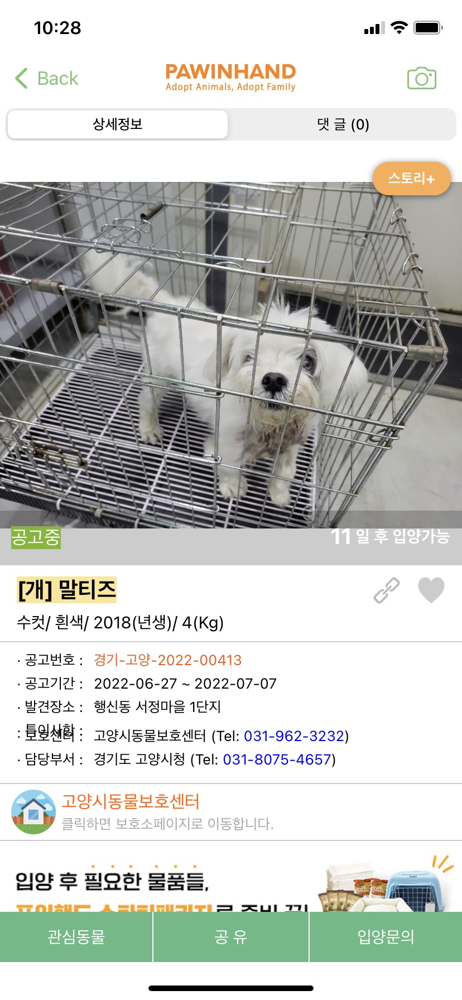 10:28
Back
PAWINHAND
Adopt Animals, Adopt Family
상세정보
댓 글 (0)
스토리+
공고중
11 일 후 입양가능
[개] 말티즈
수컷/ 흰색/ 2018(년생)/ 4(Kg)
· 공고번호 : 경기-고양-2022-00413
· 공고기간 : 2022-06-27 ~ 2022-07-07
· 발견장소 : 행신동 서정마을 1단지
· 특이사항 :
· 보호센터 : 고양시동물보호센터 (Tel: 031-962-3232)
· 담당부서 : 경기도 고양시청 (Tel: 031-8075-4657)
고양시동물보호센터
클릭하면 보호소페이지로 이동합니다.
입양 후 필요한 물품들,
관심동물
공 유
입양문의